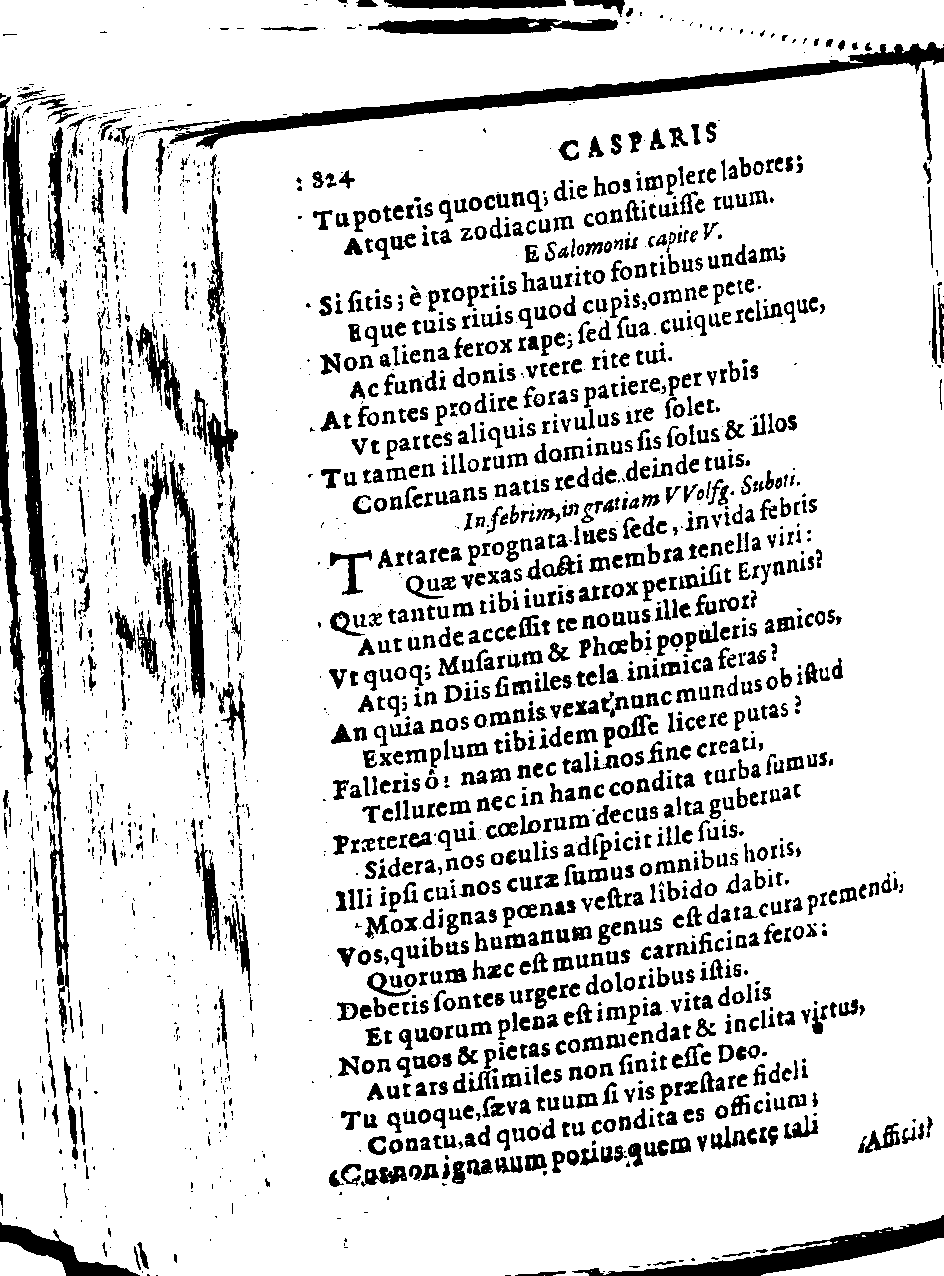 824 CASPARIS
Tu poteris quocunq; die hos implere labores;
Atque ita zodiacum conſtituiſſe tuum.
E Salomonis capite V.
Si ſitis; è propriis haurito fontibus undam;
Eque tuis riuis quod cupis, omne pete.
Non aliena ferox rape; ſed ſua cuique relinque,
Ac fundi donis vtere rite tui.
At fontes prodire foras patiere, per vrbis
Vt partes aliquis rivulus ire ſolet.
Tu tamen illorum dominus ſis ſolus & illos
Conſeruans natis redde deinde tuis.
In febrim, in gratiam VVolfg. Suboti.
TArtarea prognata lues ſede, invida febris
Quæ vexas docti membra tenella viri:
Quæ tantum tibi iuris atrox permiſit Erynnis?
Aut unde acceſſit te nouus ille furor?
Vt quoq; Muſarum & Phœbi populeris amicos,
Atq; in Diis ſimiles tela inimica feras?
An quia nos omnis vexat, nunc mundus ob iſtud
Exemplum tibi idem poſſe licere putas?
Falleris ô! nam nec tali nos fine creati,
Tellurem nec in hanc condita turba ſumus.
Præterea qui cœlorum decus alta gubernat
Sidera, nos oculis adſpicit ille ſuis.
Illi ipſi cui nos curæ ſumus omnibus horis,
Mox dignas pœnas veſtra libido dabit.
Vos, quibus humanum genus eſt data cura premendi,
Quorum hæc eſt munus carnificina ferox:
Deberis ſontes urgere doloribus iſtis.
Et quorum plena eſt impia vita dolis
Non quos & pietas commendat & inclita virtus,
Aut ars diſſimiles non ſinit eſſe Deo.
Tu quoque, ſæva tuum ſi vis præſtare fideli
Conatu, ad quod tu condita es officium;
Cur non ignauum potius quem vulnere tali
Afficis?